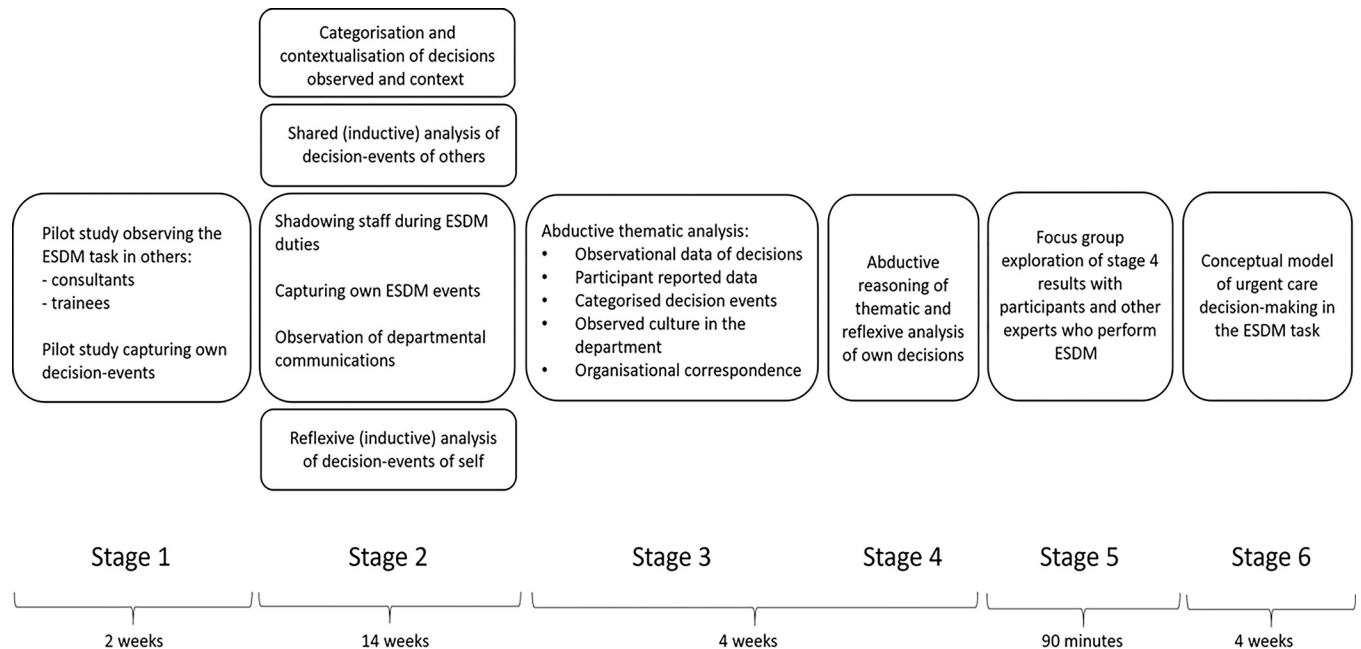 Categorisation and
contextualisation of decisions
observed and context
Shared (inductive) analysis of
decision-events of others
Pilot study observing the
ESDM task in others:
- consultants
- trainees
Pilot study capturing own
decision-events
Shadowing staff during ESDM
duties
Capturing own ESDM events
Observation of departmental
communications
Reflexive (inductive) analysis
of decision-events of self
Abductive thematic analysis:
• Observational data of decisions
• Participant reported data
• Categorised decision events
• Observed culture in the
department
• Organisational correspondence
Abductive
reasoning of
thematic and
reflexive analysis
of own decisions
Focus group
exploration of stage 4
results with
participants and other
experts who perform
ESDM
Conceptual model
of urgent care
decision-making in
the ESDM task
Stage 1
Stage 2
Stage 3
Stage 4
Stage 5
Stage 6
2 weeks
14 weeks
4 weeks
90 minutes
4 weeks